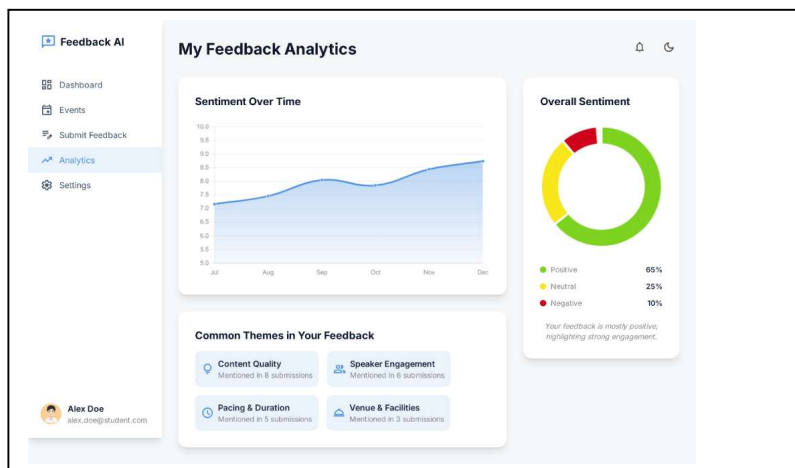 Feedback AI
My Feedback Analytics
Dashboard
Events
Submit Feedback
Analytics
Settings
Sentiment Over Time
10.0
9.5
9.0
8.5
8.0
7.5
7.0
6.5
6.0
5.5
5.0
Jul Aug Sep Oct Nov Dec
Overall Sentiment
Positive 65%
Neutral 25%
Negative 10%
Your feedback is mostly positive,
highlighting strong engagement.
Common Themes in Your Feedback
Content Quality
Mentioned in 8 submissions
Speaker Engagement
Mentioned in 6 submissions
Pacing & Duration
Mentioned in 5 submissions
Venue & Facilities
Mentioned in 3 submissions
Alex Doe
alex.doe@student.com